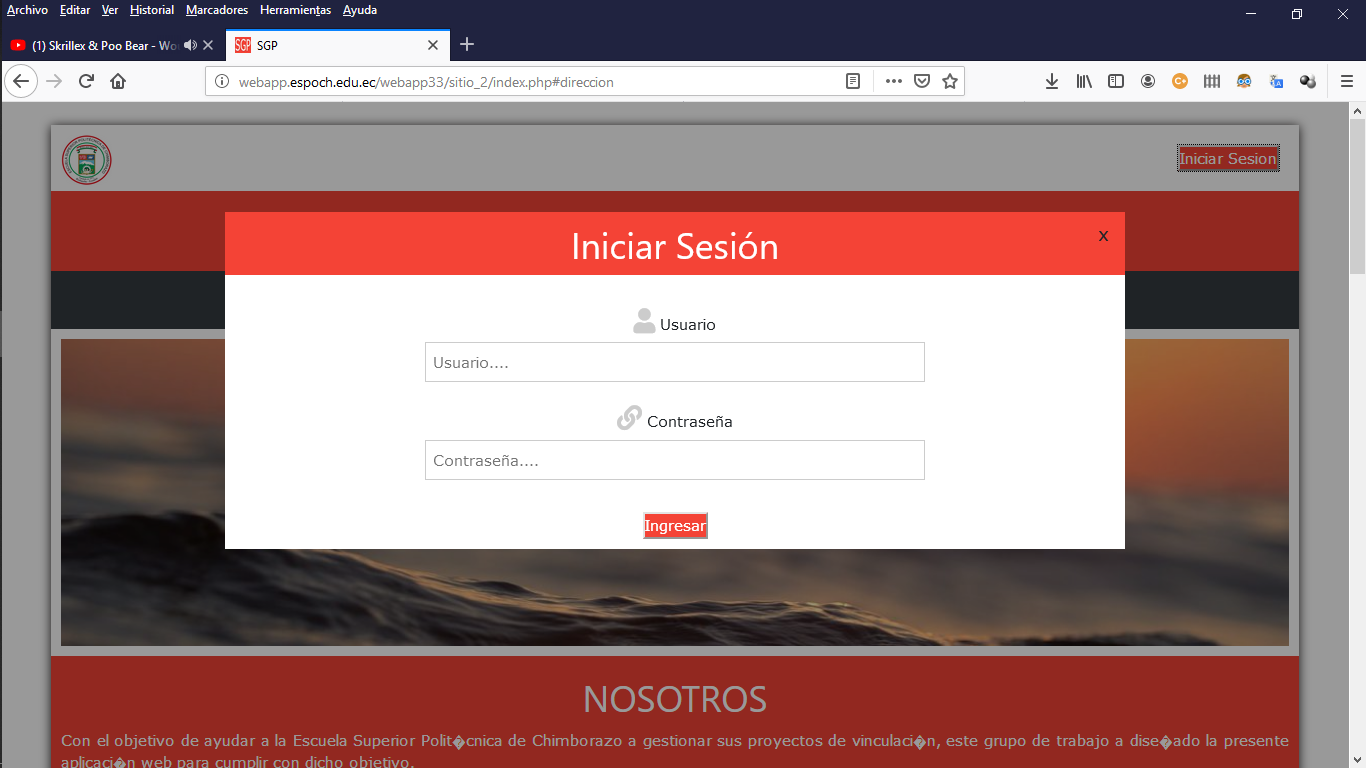 Archivo Editar Ver Historial Marcadores Herramientas Ayuda
(1) Skrillex & Poo Bear - Wo
SGP SGP
webapp.espoch.edu.ec/webapp33/sitio_2/index.php#direccion
Iniciar Sesion
Iniciar Sesión
x
Usuario
Usuario....
Contraseña
Contraseña....
Ingresar
NOSOTROS
Con el objetivo de ayudar a la Escuela Superior Polit�cnica de Chimborazo a gestionar sus proyectos de vinculaci�n, este grupo de trabajo a dise�ado la presente
aplicaci�n web para cumplir con dicho objetivo.